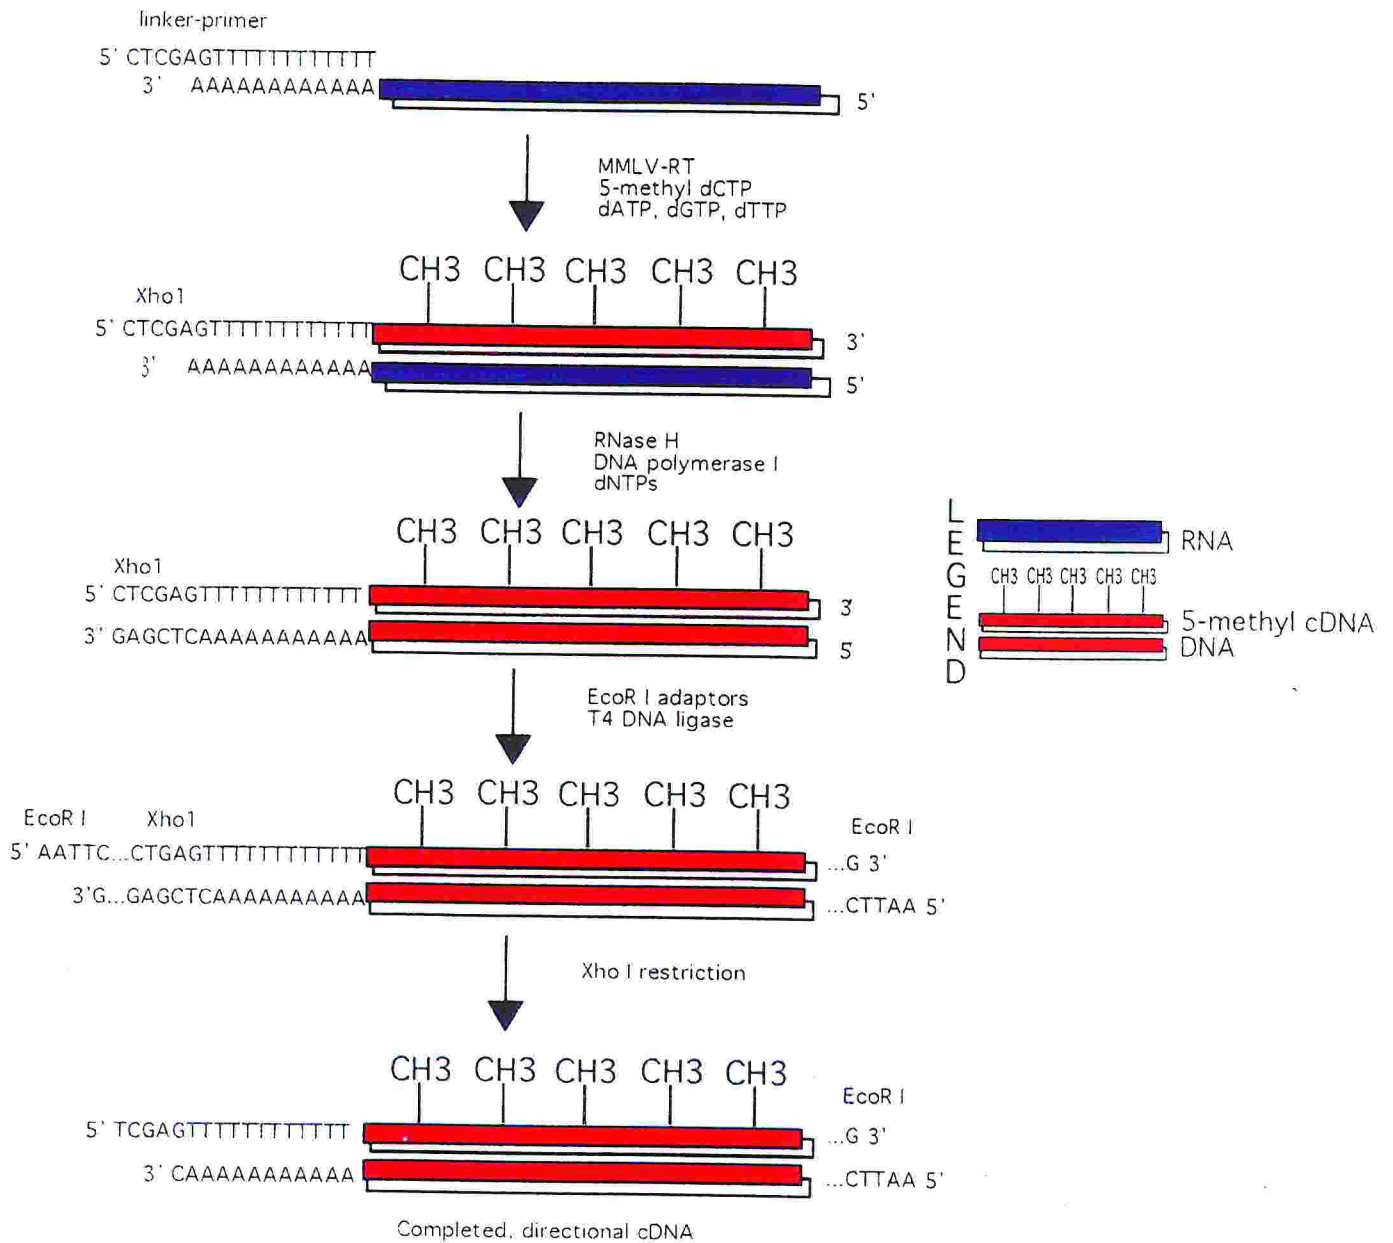 linker-primer
5' CTCGAGTTTTTTTTTTTTT
3' AAAAAAAAAAAA
5'
MMLV-RT
5-methyl dCTP
dATP, dGTP, dTTP
CH3 CH3 CH3 CH3 CH3
Xho1
5' CTCGAGTTTTTTTTTTTTT
3'
3' AAAAAAAAAAAA
5'
RNase H
DNA polymerase I
dNTPs
CH3 CH3 CH3 CH3 CH3
Xho1
5' CTCGAGTTTTTTTTTTTT
3'
3' GAGCTCAAAAAAAAAAA
5'
LEGEND
RNA
CH3 CH3 CH3 CH3 CH3
5-methyl cDNA
DNA
EcoR I adaptors
T4 DNA ligase
CH3 CH3 CH3 CH3 CH3
EcoR I Xho1
EcoR I
5' AATTC...CTGAGTTTTTTTTTTTT
...G 3'
3'G...GAGCTCAAAAAAAAAA
...CTTAA 5'
Xho I restriction
CH3 CH3 CH3 CH3 CH3
EcoR I
5' TCGAGTTTTTTTTTTTT
...G 3'
3' CAAAAAAAAAAA
...CTTAA 5'
Completed, directional cDNA